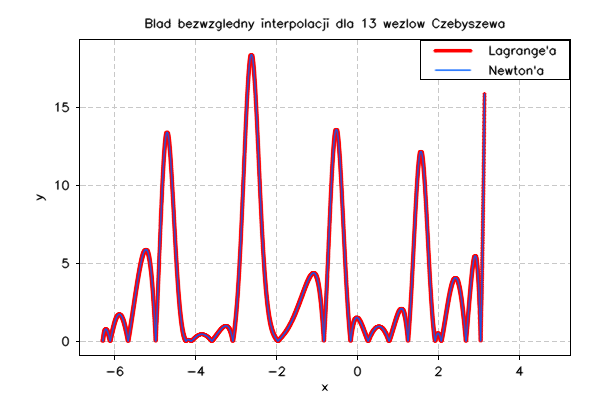 Blad bezwzgledny interpolacji dla 13 wezlow Czebyszewa
Lagrange'a
Newton'a
15
10
5
0
y
−6 −4 −2 0 2 4
x